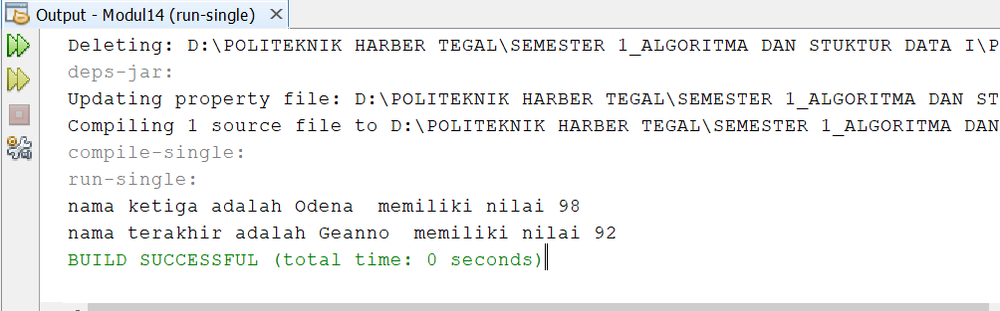 Output - Modul14 (run-single)
Deleting: D:\POLITEKNIK HARBER TEGAL\SEMESTER 1_ALGORITMA DAN STUKTUR DATA I\P
deps-jar:
Updating property file: D:\POLITEKNIK HARBER TEGAL\SEMESTER 1_ALGORITMA DAN ST
Compiling 1 source file to D:\POLITEKNIK HARBER TEGAL\SEMESTER 1_ALGORITMA DAN
compile-single:
run-single:
nama ketiga adalah Odena  memiliki nilai 98
nama terakhir adalah Geanno  memiliki nilai 92
BUILD SUCCESSFUL (total time: 0 seconds)